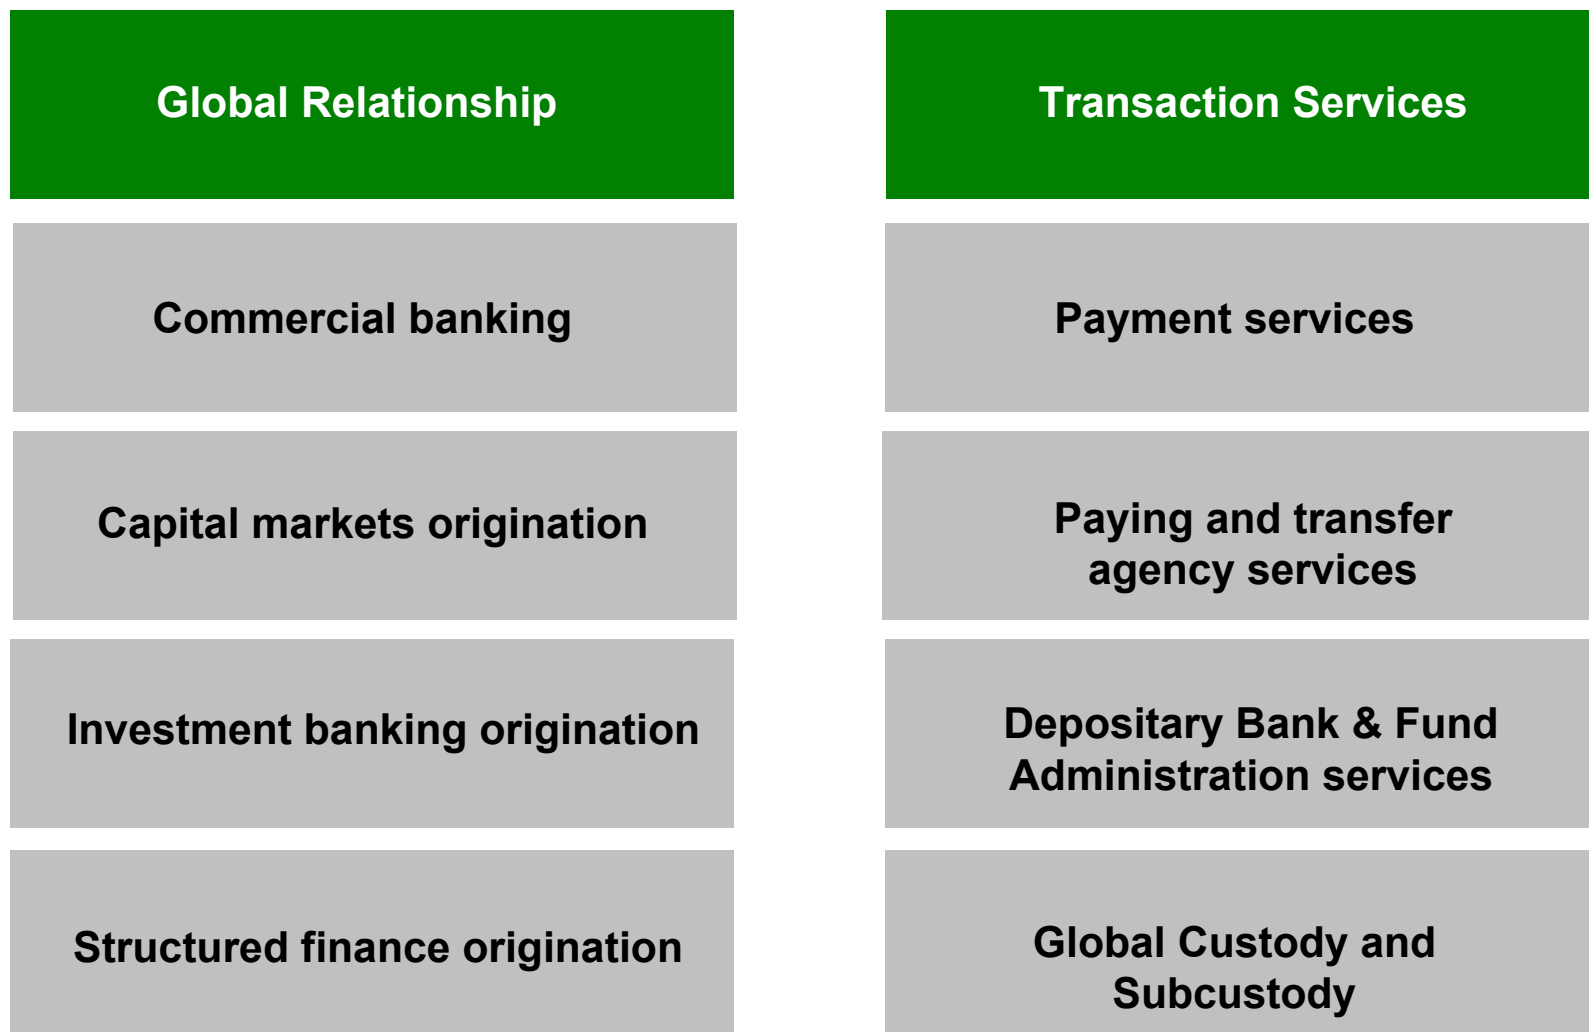 Global Relationship
Commercial banking
Capital markets origination
Investment banking origination
Structured finance origination
Transaction Services
Payment services
Paying and transfer
agency services
Depositary Bank & Fund
Administration services
Global Custody and
Subcustody